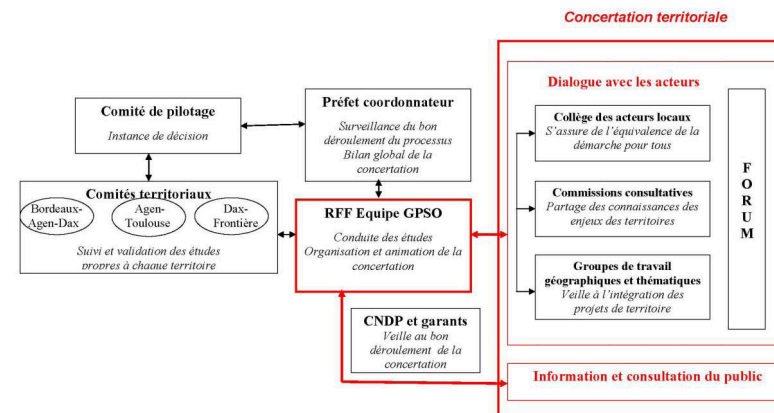 Concertation territoriale
Dialogue avec les acteurs
Comité de pilotage
Instance de décision
Préfet coordonnateur
Surveillance du bon
déroulement du processus
Bilan global de la
concertation
Collège des acteurs locaux
S'assure de l'équivalence de la
démarche pour tous
Comités territoriaux
Bordeaux-
Agen-Dax
Agen-
Toulouse
Dax-
Frontière
Suivi et validation des études
propres à chaque territoire
RFF Equipe GPSO
Conduite des études
Organisation et animation de la
concertation
Commissions consultatives
Partage des connaissances des
enjeux des territoires
Groupes de travail
géographiques et thématiques
Veille à l'intégration des
projets de territoire
F
O
R
U
M
CNDP et garants
Veille au bon
déroulement de la
concertation
Information et consultation du public